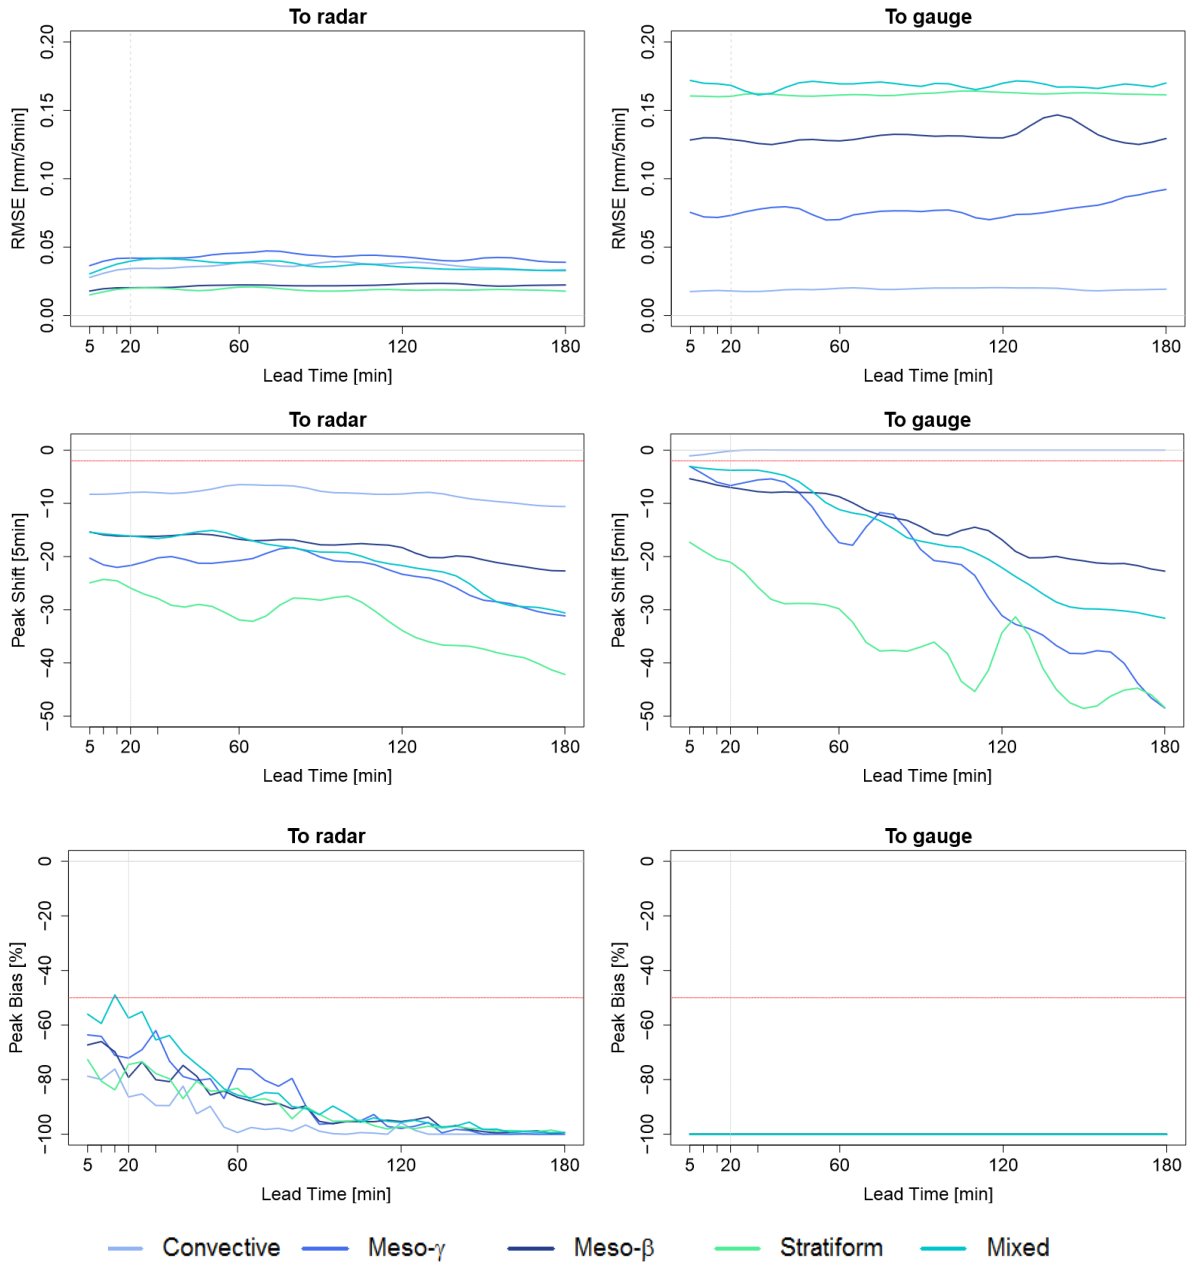 To radar
To gauge
RMSE [mm/5min]
0.20
0.15
0.10
0.05
0.00
5 20 60 120 180
Lead Time [min]
RMSE [mm/5min]
0.20
0.15
0.10
0.05
0.00
5 20 60 120 180
Lead Time [min]
To radar
To gauge
Peak Shift [5min]
0
−10
−20
−30
−40
−50
5 20 60 120 180
Lead Time [min]
Peak Shift [5min]
0
−10
−20
−30
−40
−50
5 20 60 120 180
Lead Time [min]
To radar
To gauge
Peak Bias [%]
0
−20
−40
−60
−80
−100
5 20 60 120 180
Lead Time [min]
Peak Bias [%]
0
−20
−40
−60
−80
−100
5 20 60 120 180
Lead Time [min]
Convective Meso-γ Meso-β Stratiform Mixed